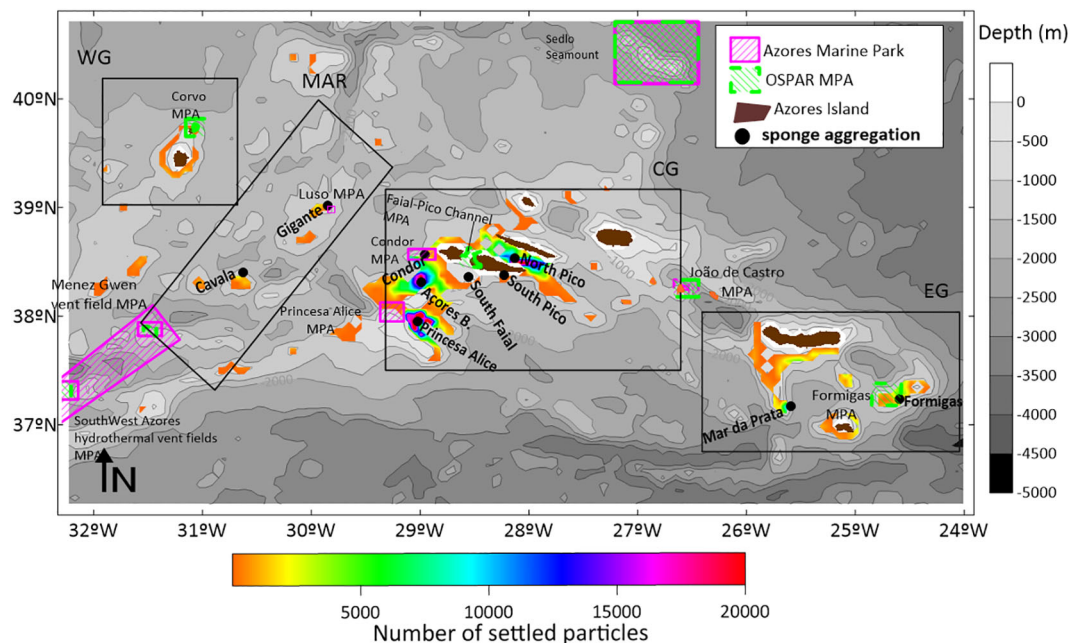 Depth (m)
WG
Sedlo
Seamount
Azores Marine Park
OSPAR MPA
Azores Island
sponge aggregation
MAR
Corvo
MPA
CG
Luso MPA
Gigante
Faial-Pico Channel
MPA
Condor
MPA
Condor
North Pico
Cavala
Menez Gwen
vent field MPA
South Pico
João de Castro
MPA
Açores B.
South Faial
EG
Princesa Alice
MPA
Princesa Alice
-2000
-2000
-2000
Formigas
MPA
Formigas
Mar da Prata
SouthWest Azores
hydrothermal vent fields
MPA
N
40ºN
39ºN
38ºN
37ºN
32ºW
31ºW
30ºW
29ºW
28ºW
27ºW
26ºW
25ºW
24ºW
0
-500
-1000
-1500
-2000
-2500
-3000
-3500
-4000
-4500
-5000
5000
10000
15000
20000
Number of settled particles